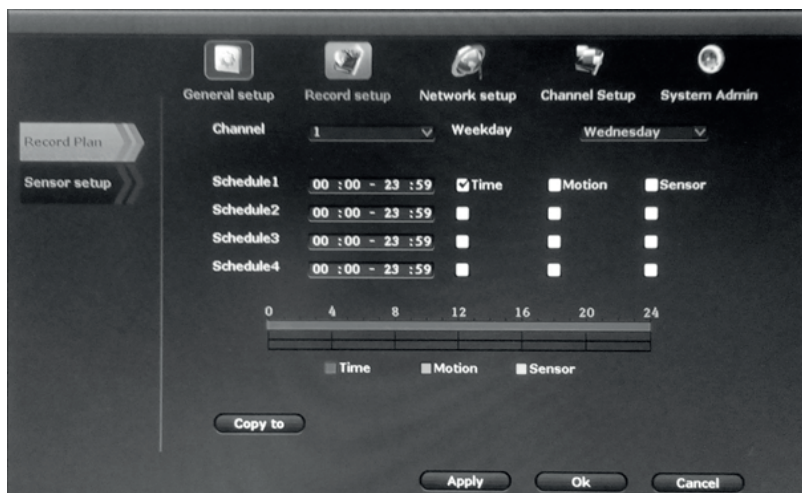 General setup Record setup Network setup Channel Setup System Admin
Record Plan
Sensor setup
Channel 1 Weekday Wednesday
Schedule1 00 :00 - 23 :59 Time Motion Sensor
Schedule2 00 :00 - 23 :59
Schedule3 00 :00 - 23 :59
Schedule4 00 :00 - 23 :59
0 4 8 12 16 20 24
Time Motion Sensor
Copy to
Apply Ok Cancel